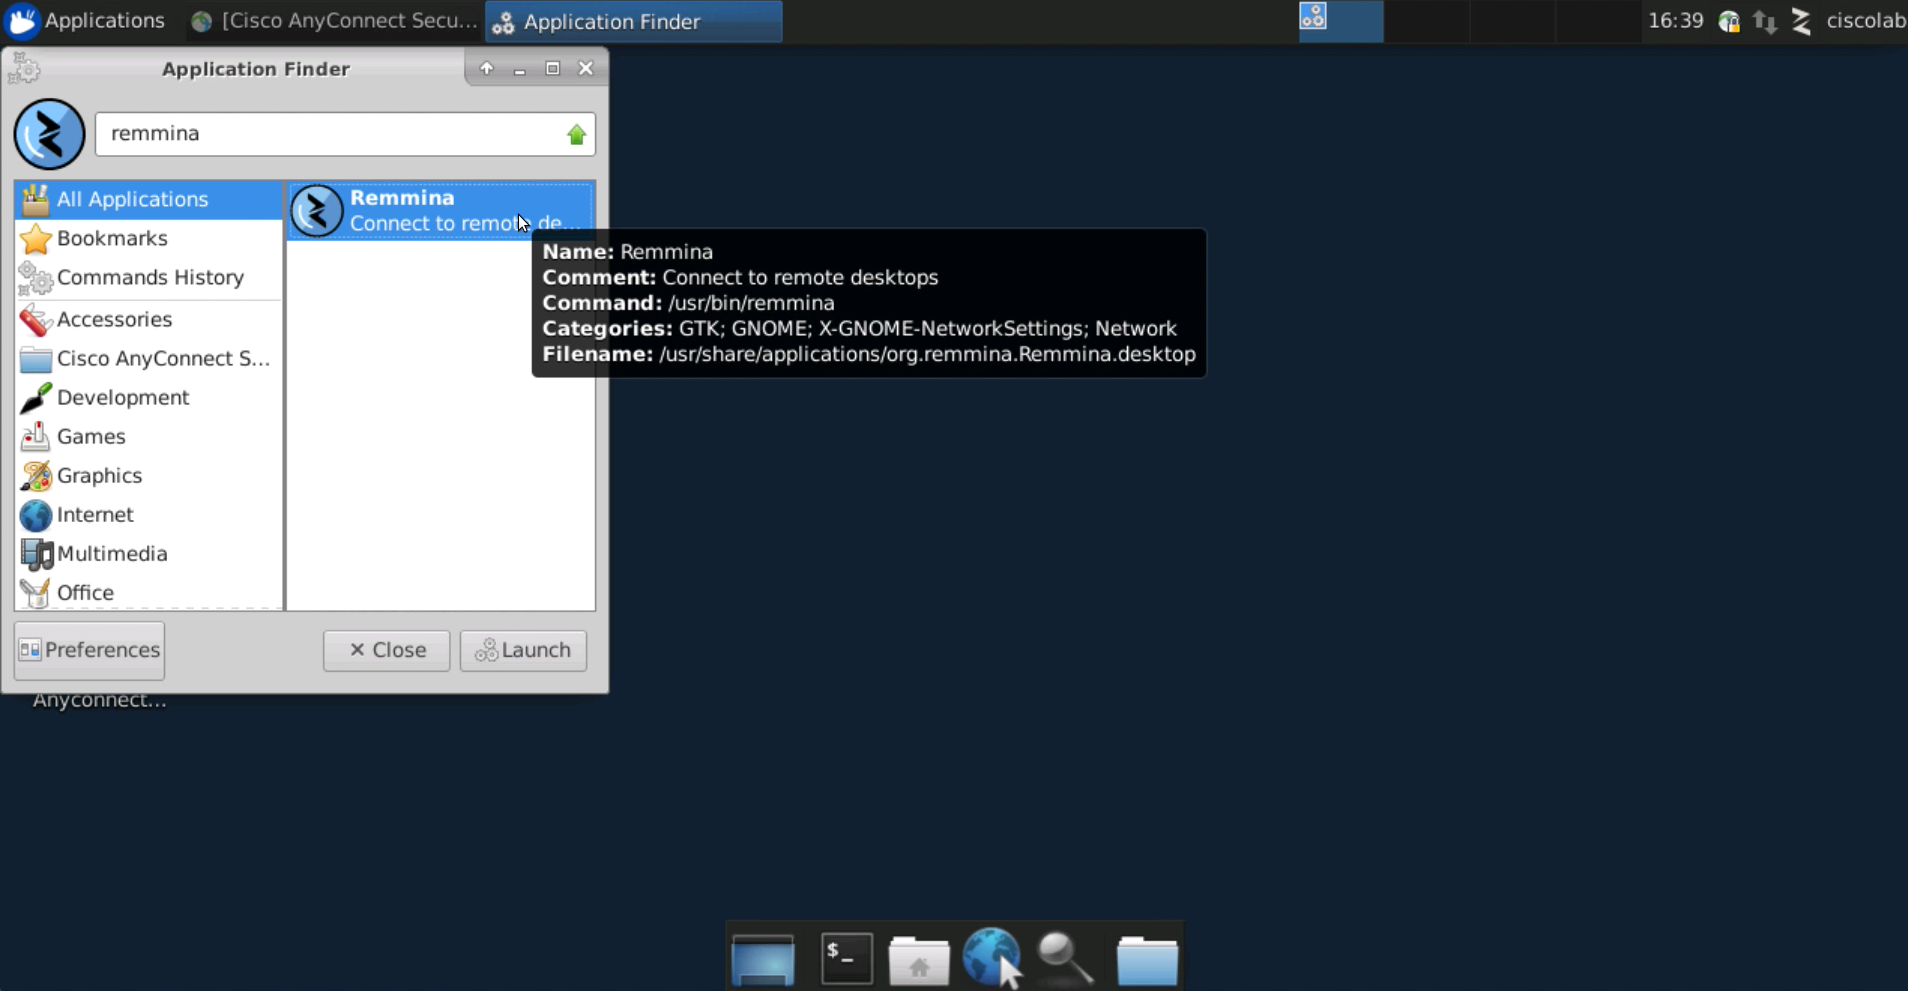 Applications
[Cisco AnyConnect Secu...
Application Finder
16:39
ciscolab
Application Finder
remmina
All Applications
Bookmarks
Commands History
Accessories
Cisco AnyConnect S...
Development
Games
Graphics
Internet
Multimedia
Office
Remmina
Connect to remote de...
Name: Remmina
Comment: Connect to remote desktops
Command: /usr/bin/remmina
Categories: GTK; GNOME; X-GNOME-NetworkSettings; Network
Filename: /usr/share/applications/org.remmina.Remmina.desktop
Preferences
Close
Launch
Anyconnect...
$_